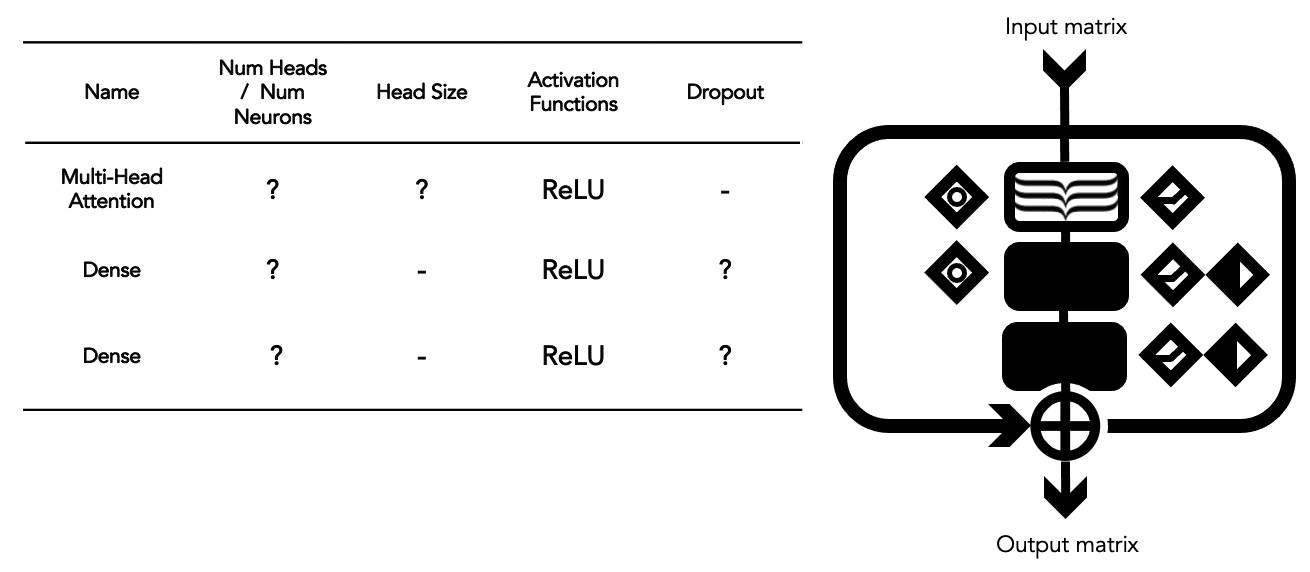 Name
Num Heads
/ Num
Neurons
Head Size
Activation
Functions
Dropout
Multi-Head
Attention
?
?
ReLU
-
Dense
?
-
ReLU
?
Dense
?
-
ReLU
?
Input matrix
Output matrix